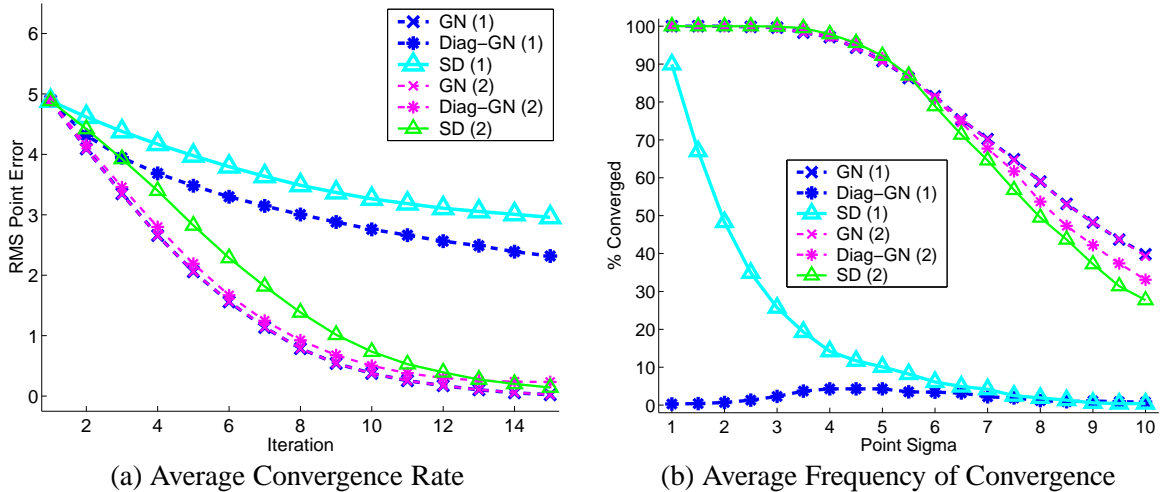 6
5
4
3
2
1
0
RMS Point Error
2 4 6 8 10 12 14
Iteration
GN (1)
Diag−GN (1)
SD (1)
GN (2)
Diag−GN (2)
SD (2)
(a) Average Convergence Rate
100
90
80
70
60
50
40
30
20
10
0
% Converged
1 2 3 4 5 6 7 8 9 10
Point Sigma
GN (1)
Diag−GN (1)
SD (1)
GN (2)
Diag−GN (2)
SD (2)
(b) Average Frequency of Convergence